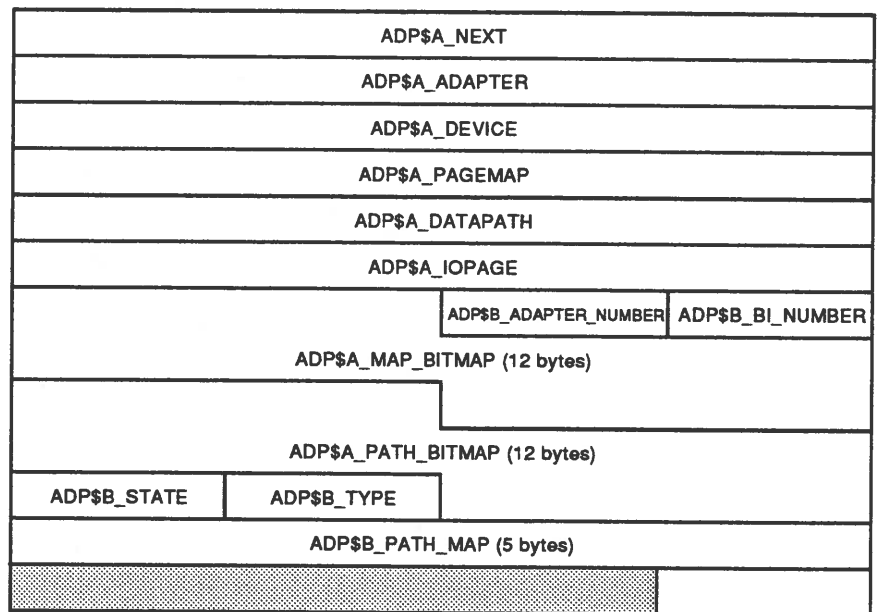 ADP$A_NEXT
ADP$A_ADAPTER
ADP$A_DEVICE
ADP$A_PAGEMAP
ADP$A_DATAPATH
ADP$A_IOPAGE
ADP$B_ADAPTER_NUMBER ADP$B_BI_NUMBER
ADP$A_MAP_BITMAP (12 bytes)
ADP$A_PATH_BITMAP (12 bytes)
ADP$B_STATE ADP$B_TYPE
ADP$B_PATH_MAP (5 bytes)